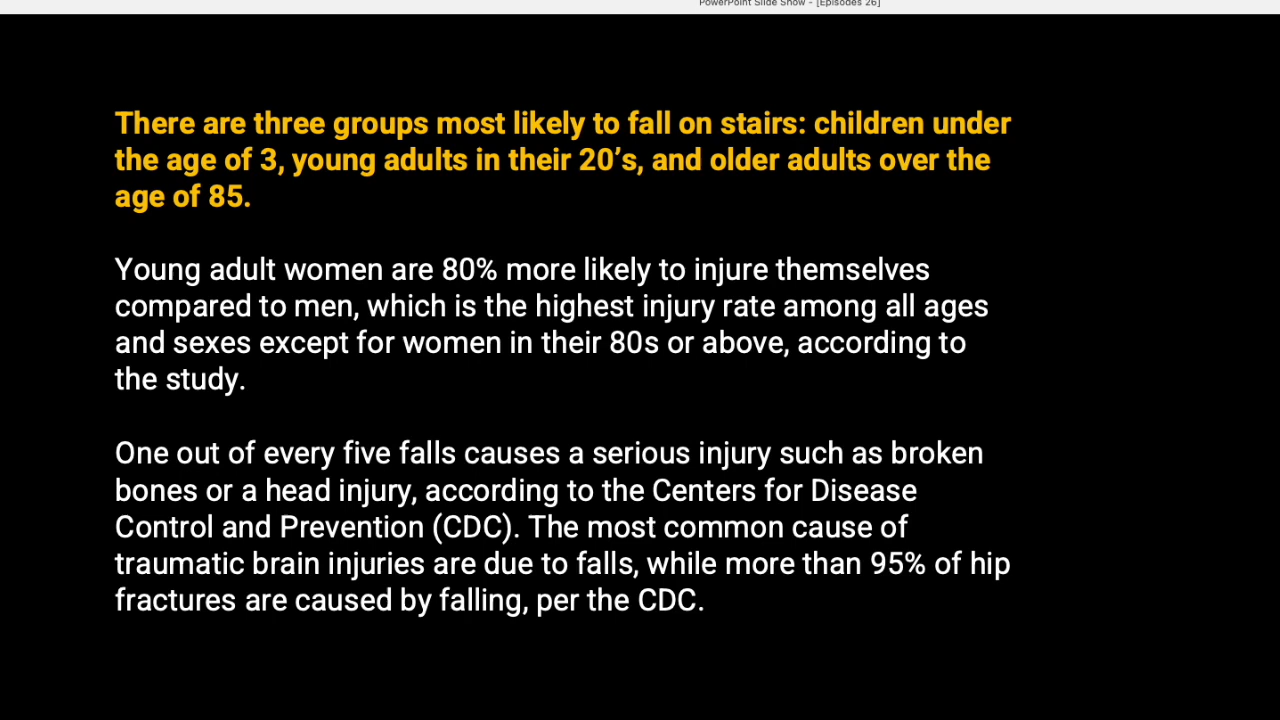 PowerPoint Slide Show - [Episodes 26]
There are three groups most likely to fall on stairs: children under
the age of 3, young adults in their 20’s, and older adults over the
age of 85.
Young adult women are 80% more likely to injure themselves
compared to men, which is the highest injury rate among all ages
and sexes except for women in their 80s or above, according to
the study.
One out of every five falls causes a serious injury such as broken
bones or a head injury, according to the Centers for Disease
Control and Prevention (CDC). The most common cause of
traumatic brain injuries are due to falls, while more than 95% of hip
fractures are caused by falling, per the CDC.